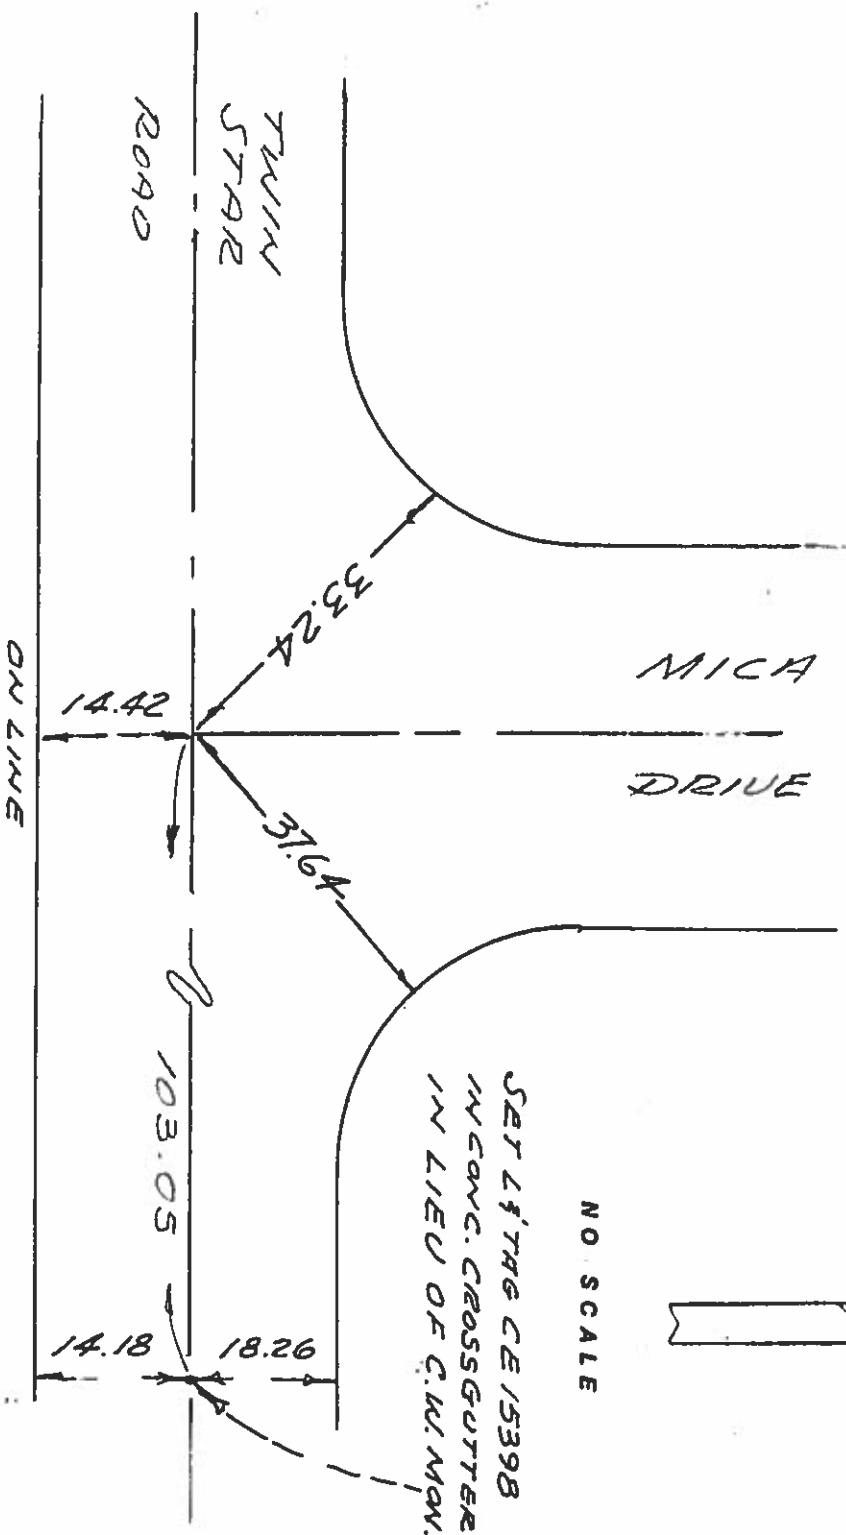 TWIN
STAR
ROAD
MICA
DRIVE
33.24
14.42
37.64
ON LINE
103.05
14.18
18.26
SET L&TAG CE 15398
IN CONC. CROSSGUTTER
IN LIEU OF C.W. MON.
NO SCALE